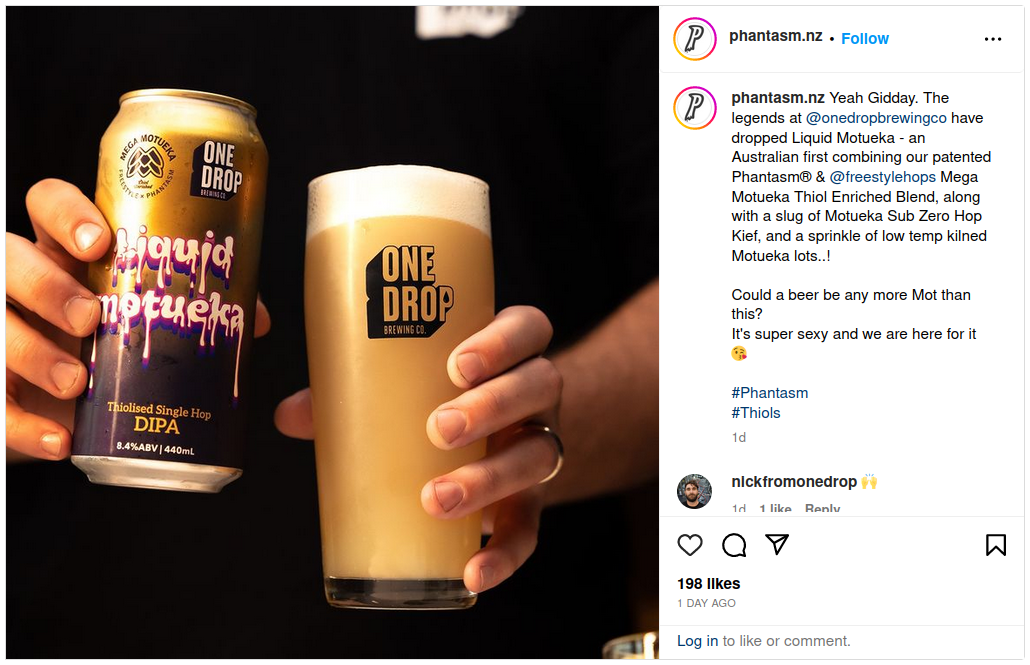 MEGA MOTUEKA
FREESTYLE × PHANTASM
ONE
DROP
BREWING CO.
Liquid
motueka
Thiolised Single Hop
DIPA
8.4%ABV | 440mL
ONE
DROP
BREWING CO.
phantasm.nz • Follow
phantasm.nz Yeah Gidday. The
legends at @onedropbrewingco have
dropped Liquid Motueka - an
Australian first combining our patented
Phantasm® & @freestylehops Mega
Motueka Thiol Enriched Blend, along
with a slug of Motueka Sub Zero Hop
Kief, and a sprinkle of low temp kilned
Motueka lots..!
Could a beer be any more Mot than
this?
It's super sexy and we are here for it
😘
#Phantasm
#Thiols
1d
nickfromonedrop 🙌
1d 1 like Reply
198 likes
1 DAY AGO
Log in to like or comment.